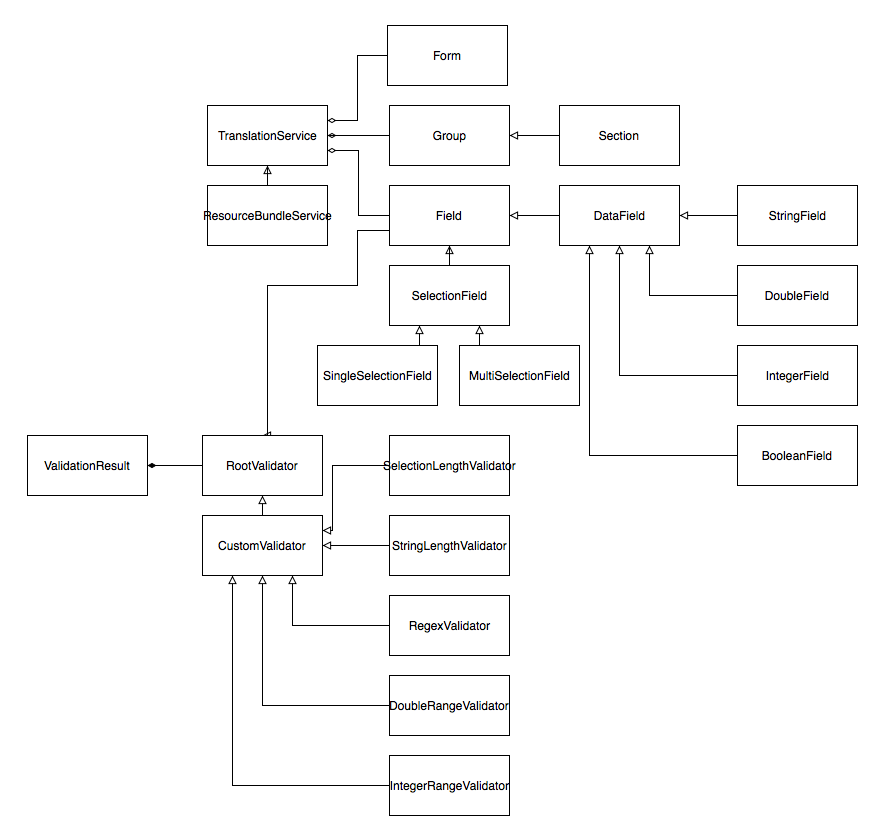 Form
TranslationService
Group
Section
ResourceBundleService
Field
DataField
StringField
SelectionField
DoubleField
SingleSelectionField
MultiSelectionField
IntegerField
BooleanField
ValidationResult
RootValidator
SelectionLengthValidator
CustomValidator
StringLengthValidator
RegexValidator
DoubleRangeValidator
IntegerRangeValidator